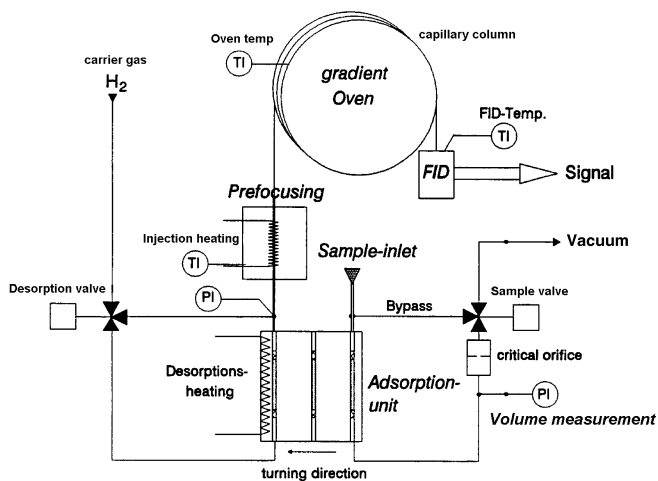 Oven temp
capillary column
carrier gas
H2
TI
gradient
Oven
FID-Temp.
TI
FID
Signal
Prefocusing
Injection heating
TI
Sample-inlet
Vacuum
Desorption valve
PI
Bypass
Sample valve
critical orifice
Desorptions-
heating
Adsorption-
unit
PI
Volume measurement
turning direction